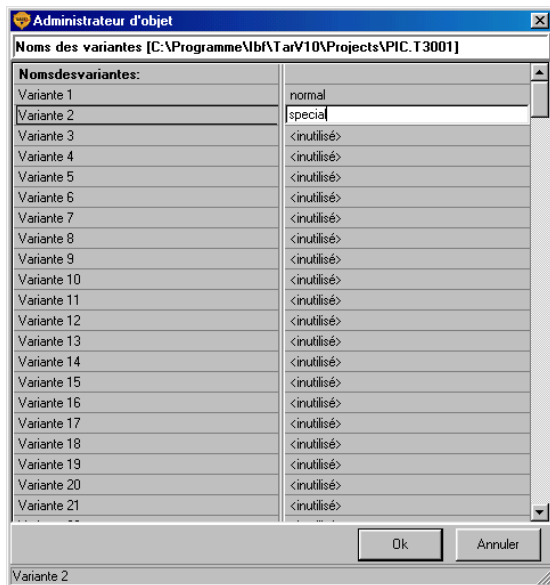 Administrateur d'objet
Noms des variantes [C:\Programme\Ibf\TarV10\Projects\PIC.T3001]
Nomsdesvariantes:
Variante 1 normal
Variante 2 special
Variante 3 <inutilisé>
Variante 4 <inutilisé>
Variante 5 <inutilisé>
Variante 6 <inutilisé>
Variante 7 <inutilisé>
Variante 8 <inutilisé>
Variante 9 <inutilisé>
Variante 10 <inutilisé>
Variante 11 <inutilisé>
Variante 12 <inutilisé>
Variante 13 <inutilisé>
Variante 14 <inutilisé>
Variante 15 <inutilisé>
Variante 16 <inutilisé>
Variante 17 <inutilisé>
Variante 18 <inutilisé>
Variante 19 <inutilisé>
Variante 20 <inutilisé>
Variante 21 <inutilisé>
Ok Annuler
Variante 2